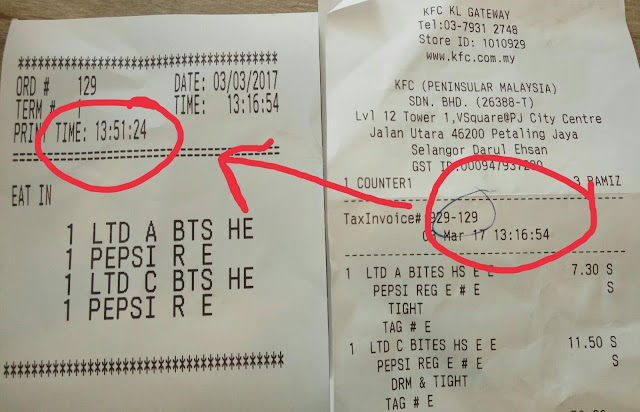 ****************************************
ORD # 129 DATE: 03/03/2017
TERM # 1 TIME: 13:16:54
PRINT TIME: 13:51:24
----------------------------------------
EAT IN
1 LTD A BTS HE
1 PEPSI R E
1 LTD C BTS HE
1 PEPSI R E
****************************************
KFC KL GATEWAY
Tel:03-7931 2748
Store ID: 1010929
www.kfc.com.my
KFC (PENINSULAR MALAYSIA)
SDN. BHD. (26388-T)
Lvl 12 Tower 1,VSquare@PJ City Centre
Jalan Utara 46200 Petaling Jaya
Selangor Darul Ehsan
GST ID:
1 COUNTER1 3 RAMIZ
TaxInvoice# 929-129
03 Mar 17 13:16:54
1 LTD A BITES HS E E 7.30 S
PEPSI REG E # E S
TIGHT
TAG # E
1 LTD C BITES HS E E 11.50 S
PEPSI REG E # E S
DRM & TIGHT
TAG # E